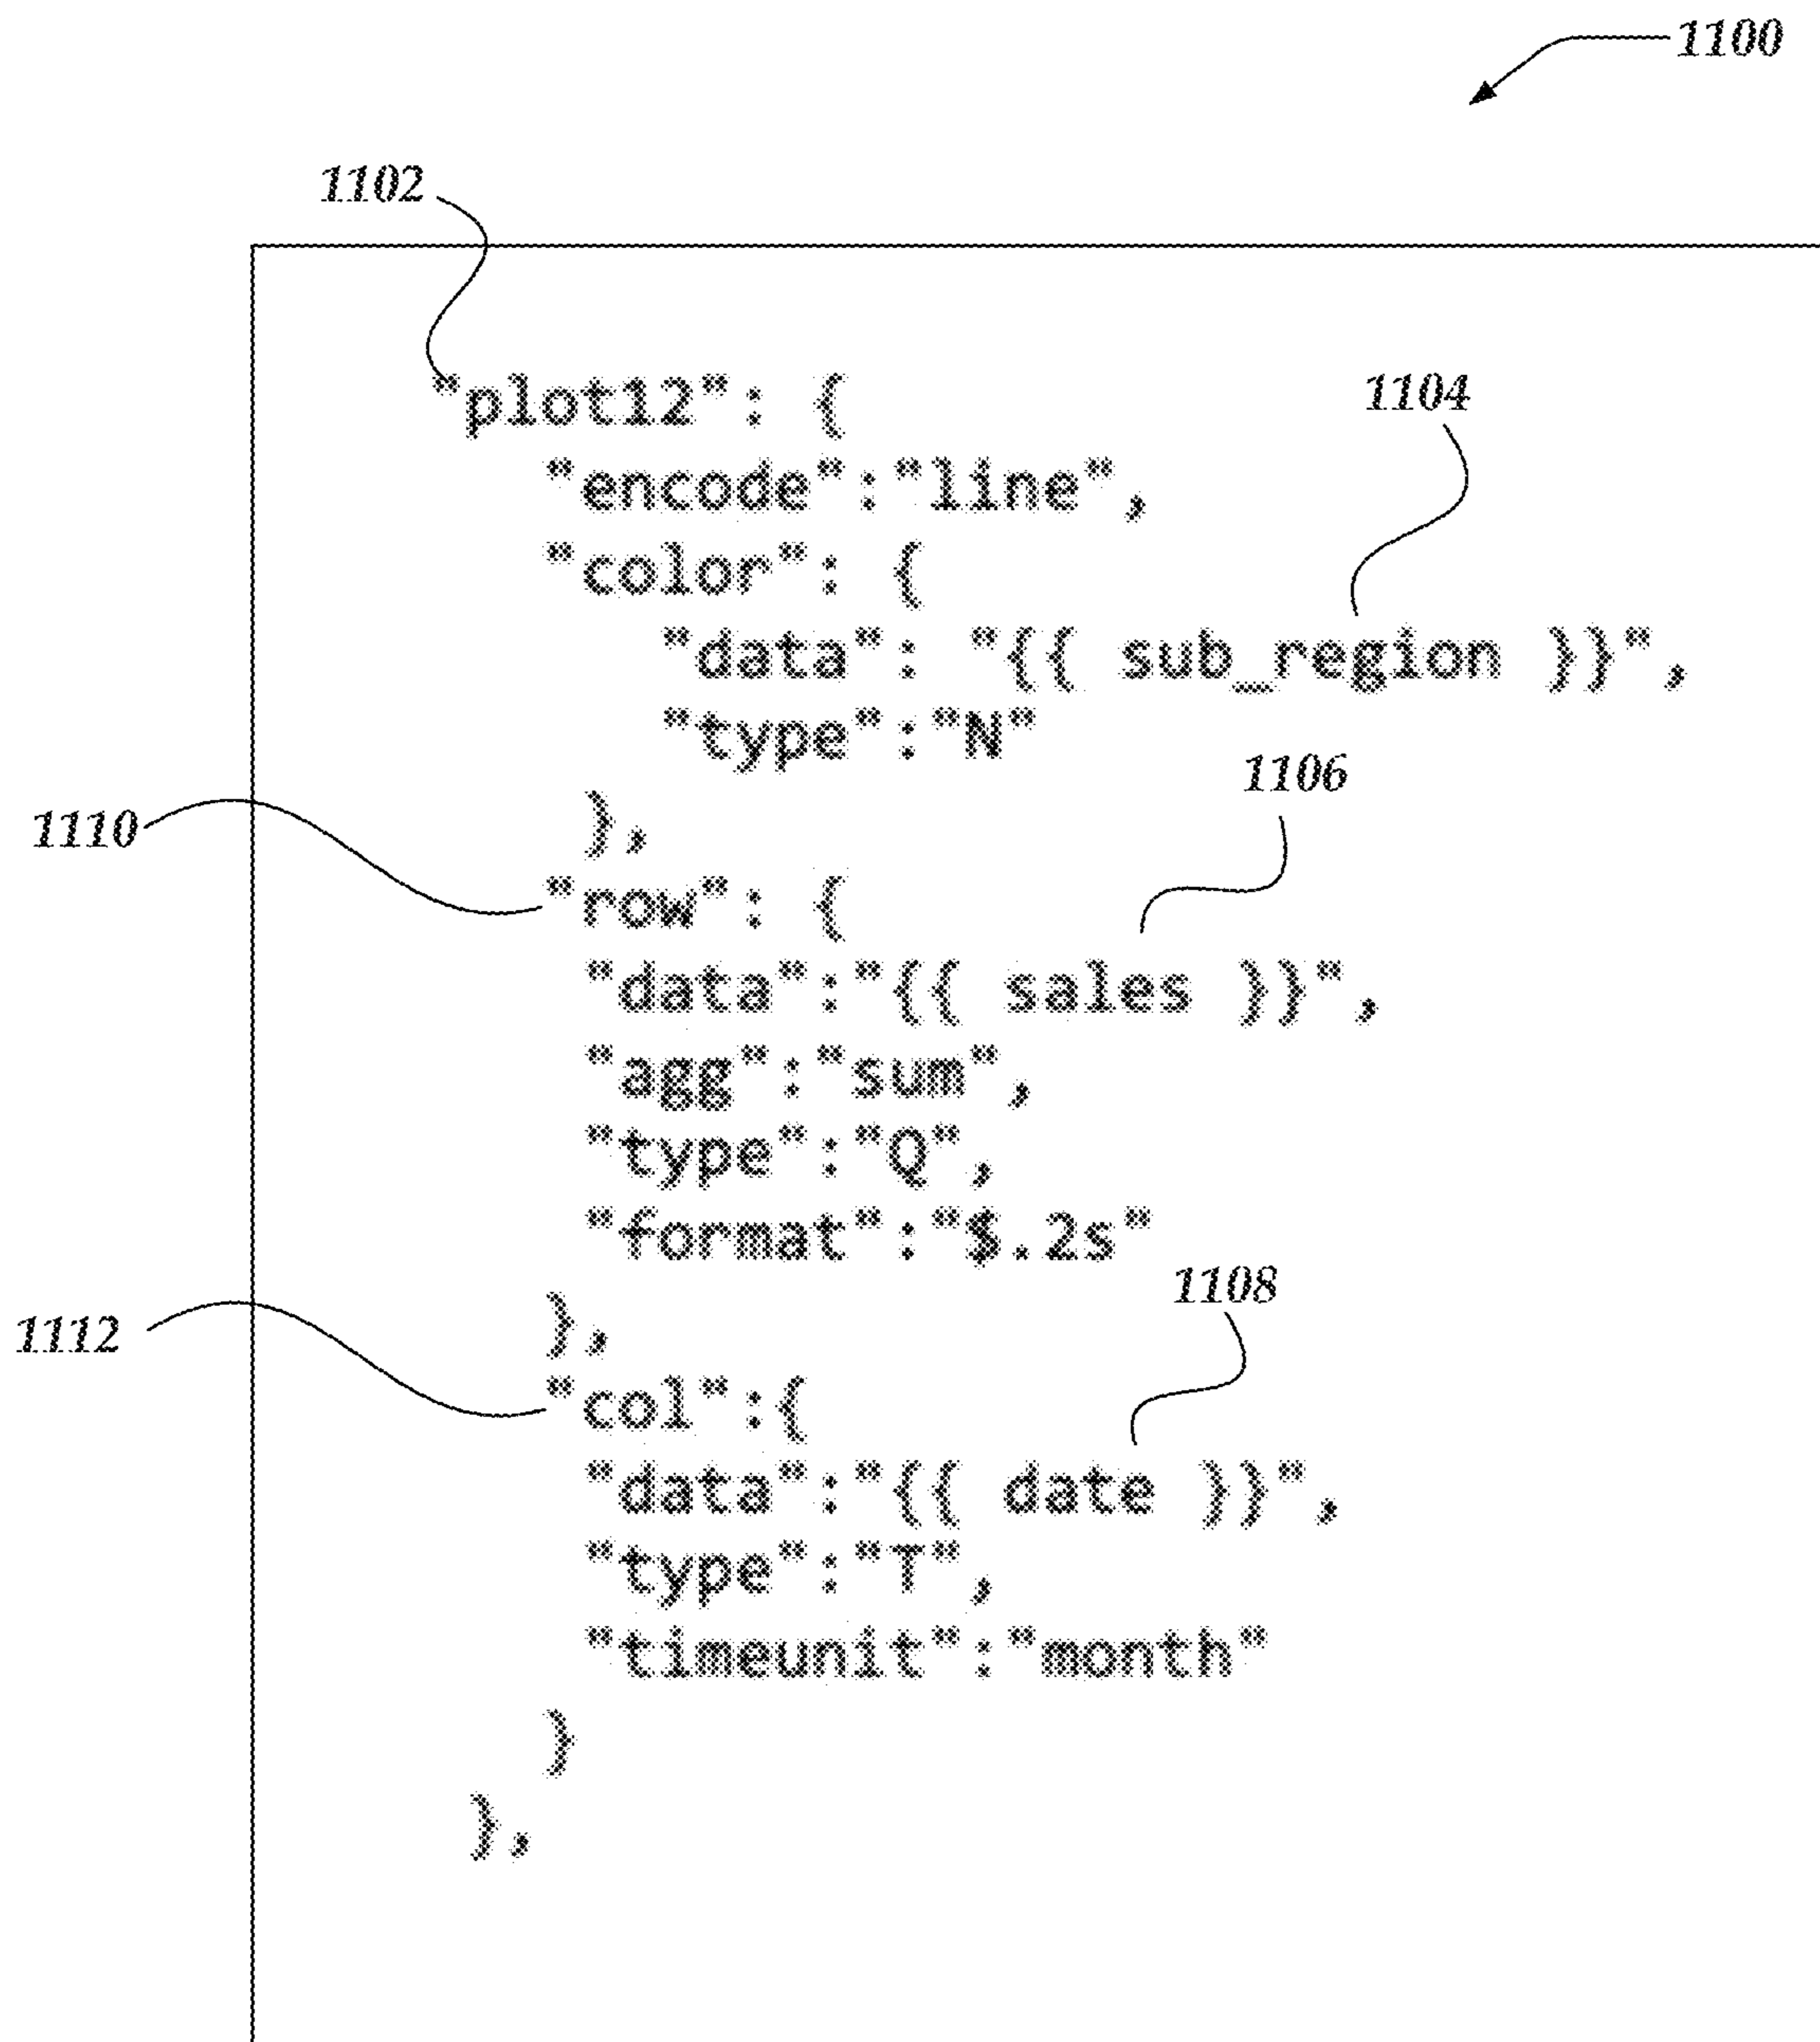 1100
1102
"plot12": {
1104
"encode":"line",
"color": {
"data": "{{ sub_region }}",
"type":"N"
1106
1110
},
"row": {
"data":"{{ sales }}",
"agg":"sum",
"type":"Q",
"format":"$.2s"
1108
1112
},
"col":{
"data":"{{ date }}",
"type":"T",
"timeunit":"month"
}
},